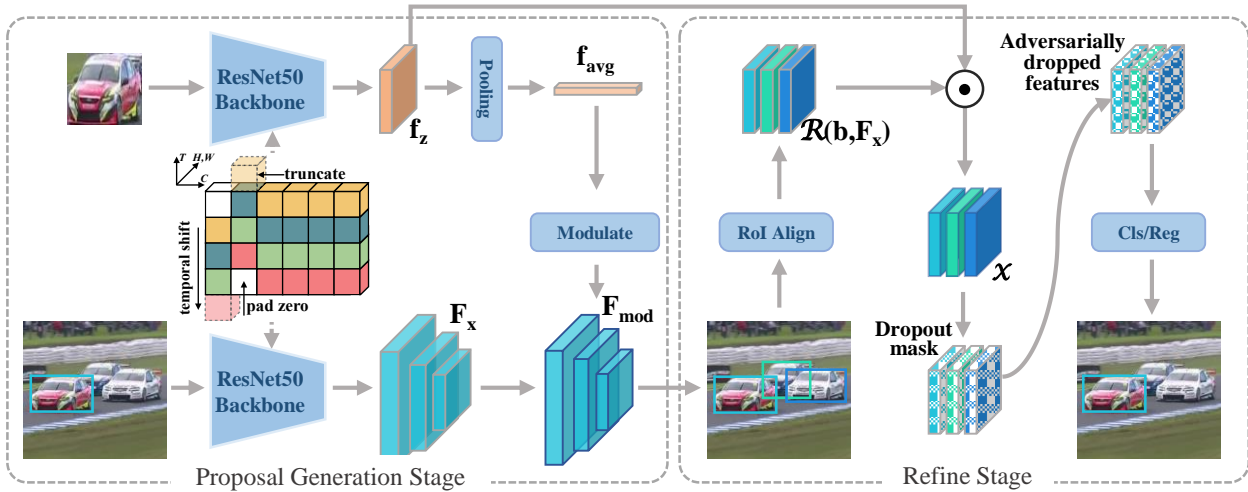 ResNet50
Backbone
f_z
Pooling
f_avg
T
H,W
C
truncate
temporal shift
pad zero
Modulate
ResNet50
Backbone
F_x
F_mod
Proposal Generation Stage
Adversarially
dropped
features
ℛ(b,F_x)
RoI Align
x
Cls/Reg
Dropout
mask
Refine Stage